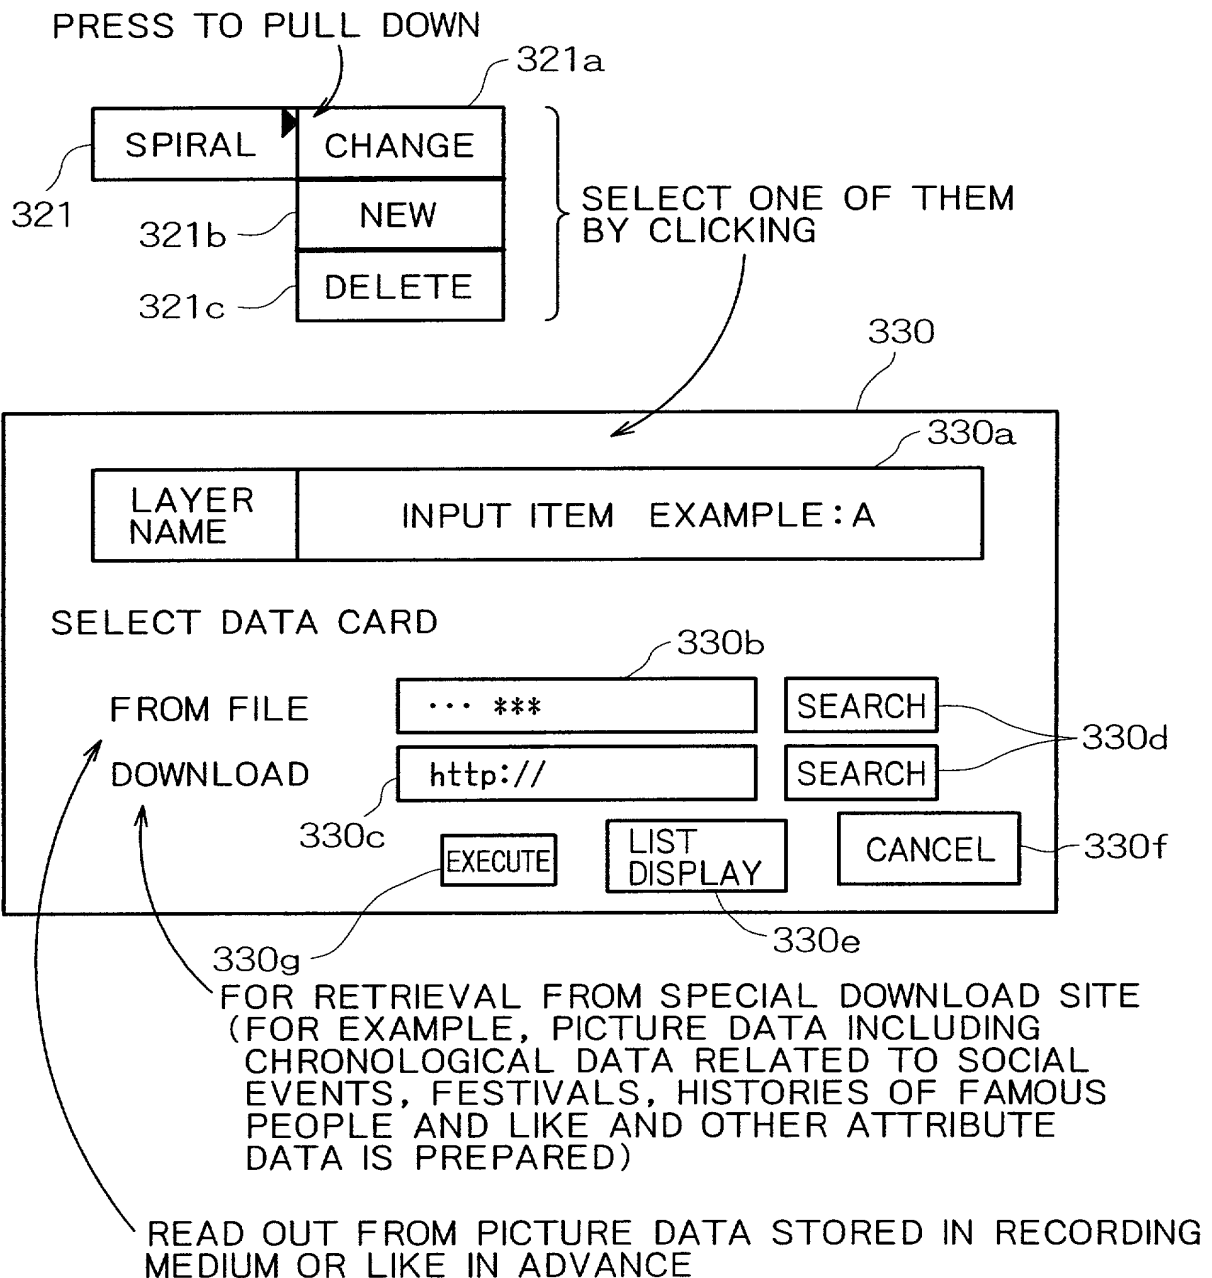 PRESS TO PULL DOWN
321a
SPIRAL
CHANGE
321
NEW
321b
DELETE
321c
SELECT ONE OF THEM
BY CLICKING
330
330a
LAYER
NAME
INPUT ITEM EXAMPLE:A
SELECT DATA CARD
330b
FROM FILE
··· ***
SEARCH
330d
DOWNLOAD
http://
SEARCH
330c
EXECUTE
LIST
DISPLAY
CANCEL
330f
330g
330e
FOR RETRIEVAL FROM SPECIAL DOWNLOAD SITE
(FOR EXAMPLE, PICTURE DATA INCLUDING
CHRONOLOGICAL DATA RELATED TO SOCIAL
EVENTS, FESTIVALS, HISTORIES OF FAMOUS
PEOPLE AND LIKE AND OTHER ATTRIBUTE
DATA IS PREPARED)
READ OUT FROM PICTURE DATA STORED IN RECORDING
MEDIUM OR LIKE IN ADVANCE